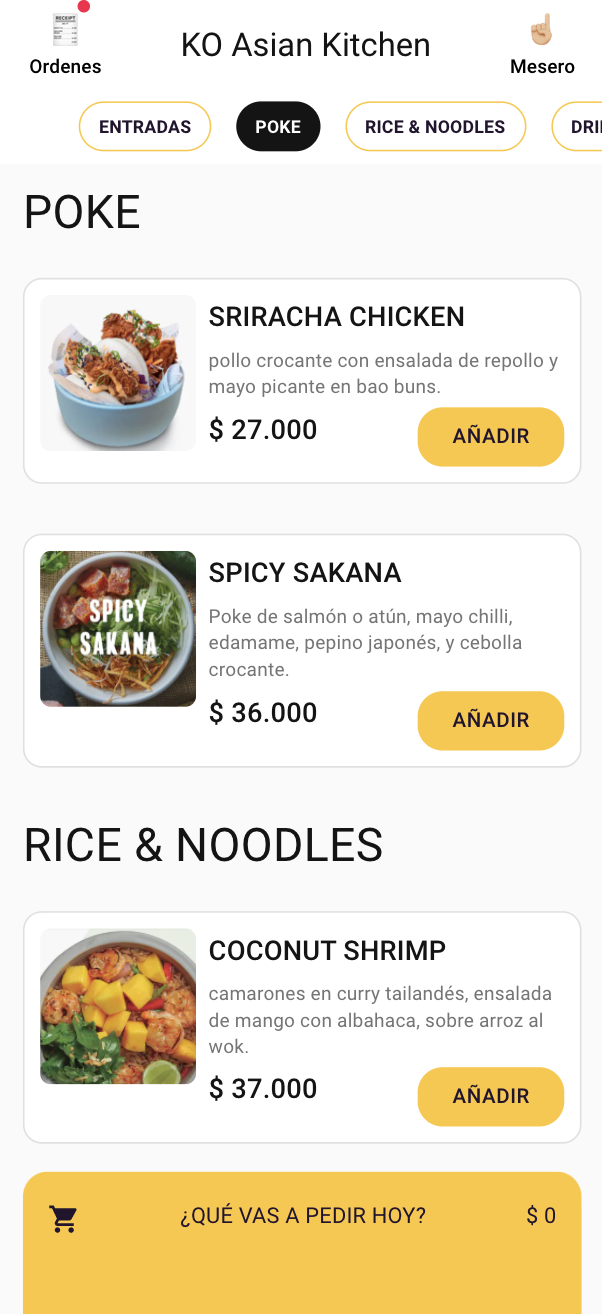 RECEIPT
KO Asian Kitchen
Ordenes
Mesero
ENTRADAS
POKE
RICE & NOODLES
DRI
POKE
SRIRACHA CHICKEN
pollo crocante con ensalada de repollo y
mayo picante en bao buns.
$ 27.000
AÑADIR
SPICY
SAKANA
SPICY SAKANA
Poke de salmón o atún, mayo chilli,
edamame, pepino japonés, y cebolla
crocante.
$ 36.000
AÑADIR
RICE & NOODLES
COCONUT SHRIMP
camarones en curry tailandés, ensalada
de mango con albahaca, sobre arroz al
wok.
$ 37.000
AÑADIR
¿QUÉ VAS A PEDIR HOY?
$ 0